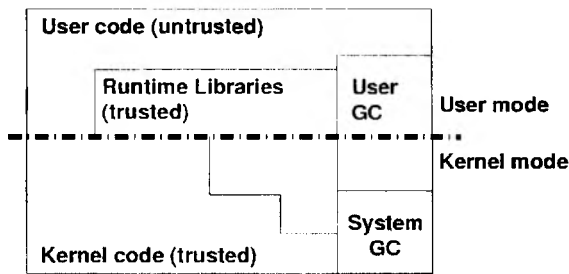 User code (untrusted)
Runtime Libraries
(trusted)
User
GC
User mode
Kernel mode
System
GC
Kernel code (trusted)